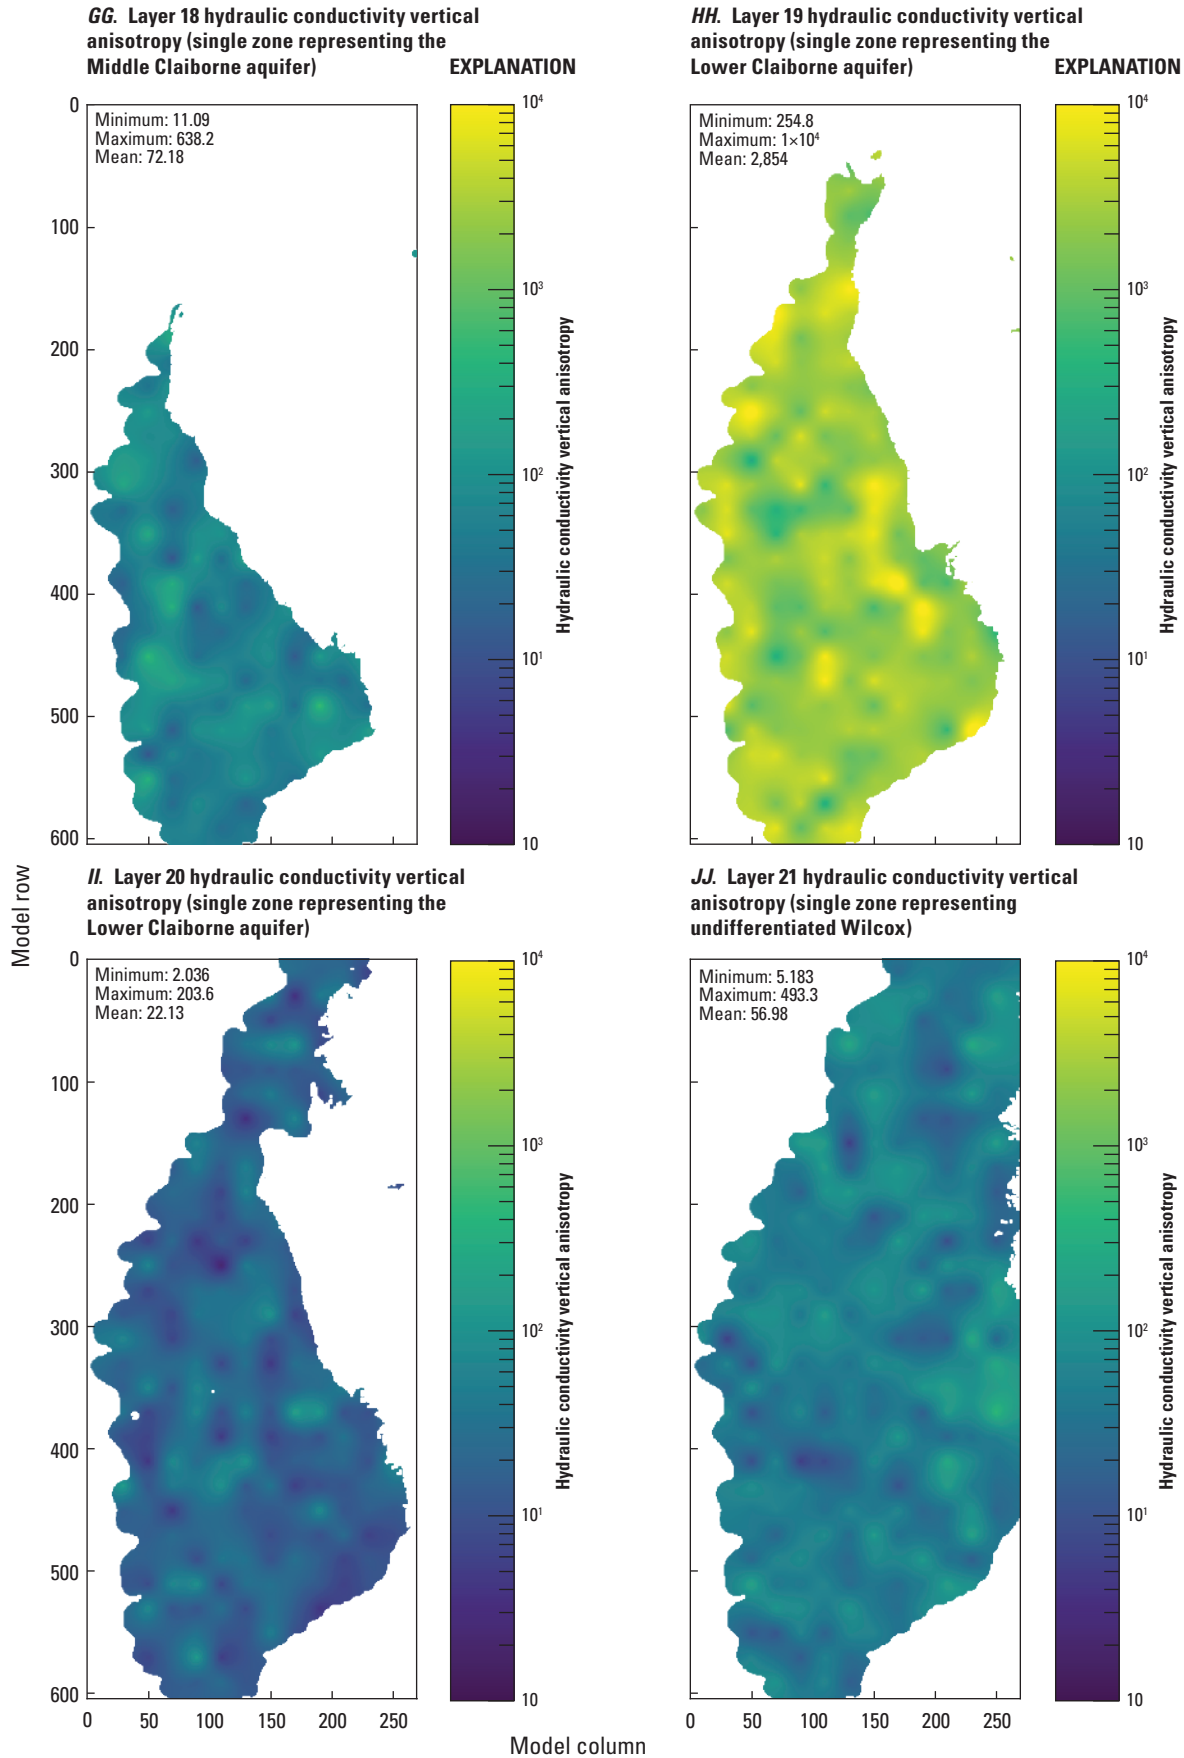 GG. Layer 18 hydraulic conductivity vertical
anisotropy (single zone representing the
Middle Claiborne aquifer)
EXPLANATION
Minimum: 11.09
Maximum: 638.2
Mean: 72.18
0
100
200
300
400
500
600
10⁴
10³
10²
10¹
10
Hydraulic conductivity vertical anisotropy
HH. Layer 19 hydraulic conductivity vertical
anisotropy (single zone representing the
Lower Claiborne aquifer)
EXPLANATION
Minimum: 254.8
Maximum: 1×10⁴
Mean: 2,854
10⁴
10³
10²
10¹
10
Hydraulic conductivity vertical anisotropy
Model row
II. Layer 20 hydraulic conductivity vertical
anisotropy (single zone representing the
Lower Claiborne aquifer)
Minimum: 2.036
Maximum: 203.6
Mean: 22.13
0
100
200
300
400
500
600
0 50 100 150 200 250
10⁴
10³
10²
10¹
10
Hydraulic conductivity vertical anisotropy
JJ. Layer 21 hydraulic conductivity vertical
anisotropy (single zone representing
undifferentiated Wilcox)
Minimum: 5.183
Maximum: 493.3
Mean: 56.98
0 50 100 150 200 250
10⁴
10³
10²
10¹
10
Hydraulic conductivity vertical anisotropy
Model column